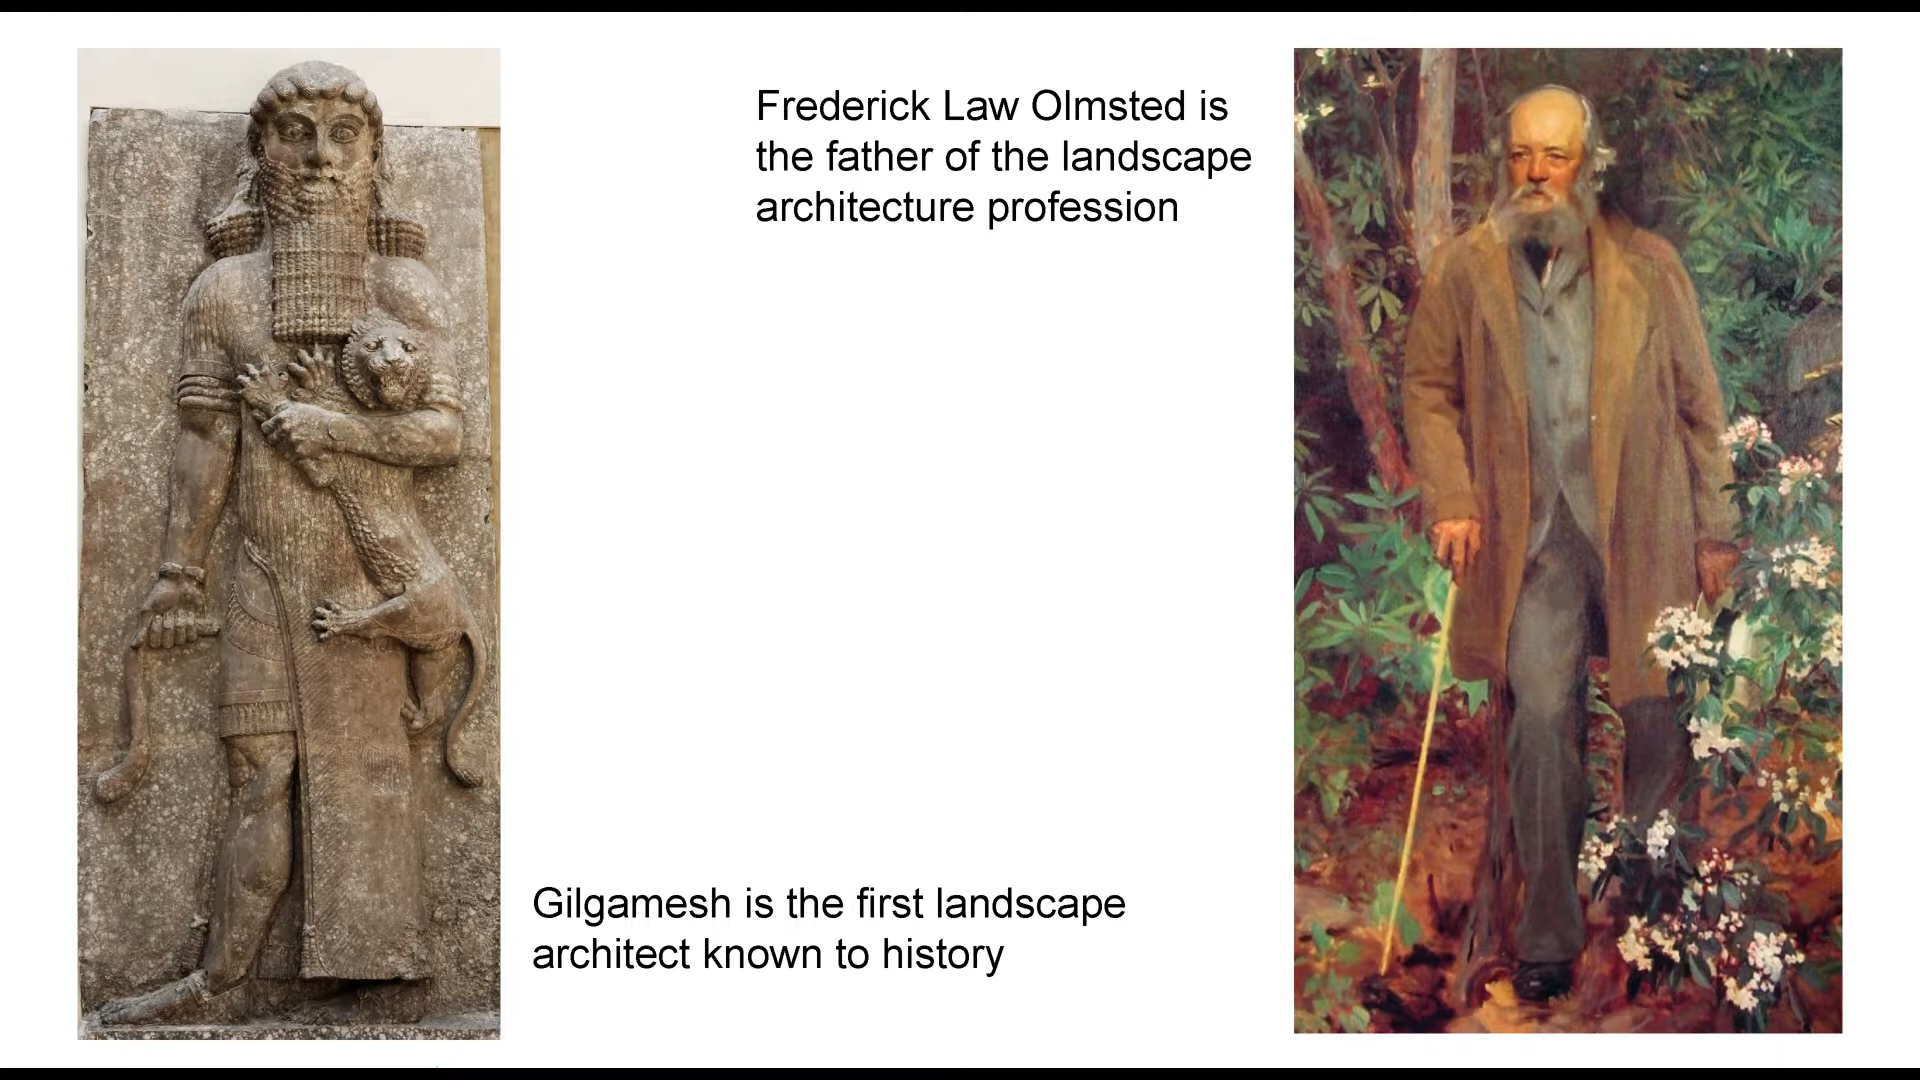 Frederick Law Olmsted is
the father of the landscape
architecture profession
Gilgamesh is the first landscape
architect known to history